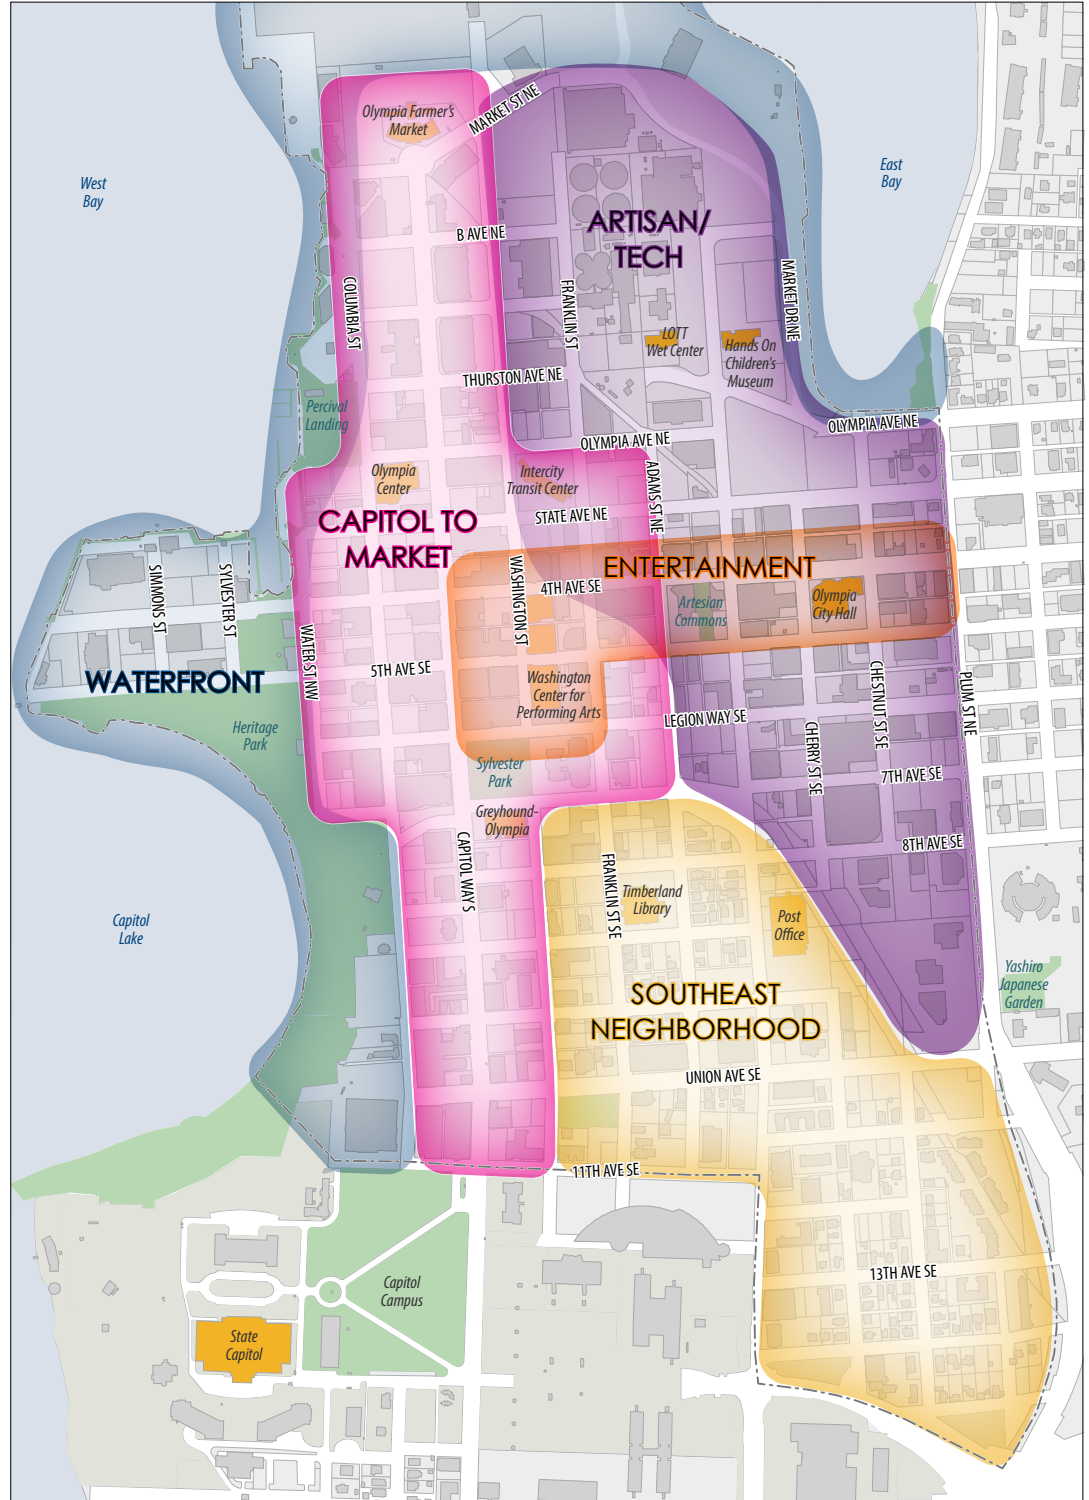 Olympia Farmer's
Market
MARKET ST NE
West
Bay
East
Bay
ARTISAN/
TECH
B AVE NE
COLUMBIA ST
FRANKLIN ST
MARKET DR NE
LOTT
Wet Center
Hands On
Children's
Museum
THURSTON AVE NE
Percival
Landing
OLYMPIA AVE NE
OLYMPIA AVE NE
Olympia
Center
Intercity
Transit Center
ADAMS ST NE
STATE AVE NE
CAPITOL TO
MARKET
ENTERTAINMENT
WASHINGTON ST
4TH AVE SE
Artesian
Commons
Olympia
City Hall
SIMMONS ST
SYLVESTER ST
WATER ST NW
5TH AVE SE
WATERFRONT
Washington
Center for
Performing Arts
CHESTNUT ST SE
PLUM ST NE
LEGION WAY SE
CHERRY ST SE
Heritage
Park
Sylvester
Park
7TH AVE SE
Greyhound-
Olympia
8TH AVE SE
CAPITOL WAY S
FRANKLIN ST SE
Timberland
Library
Post
Office
Capitol
Lake
Yashiro
Japanese
Garden
SOUTHEAST
NEIGHBORHOOD
UNION AVE SE
11TH AVE SE
13TH AVE SE
Capitol
Campus
State
Capitol